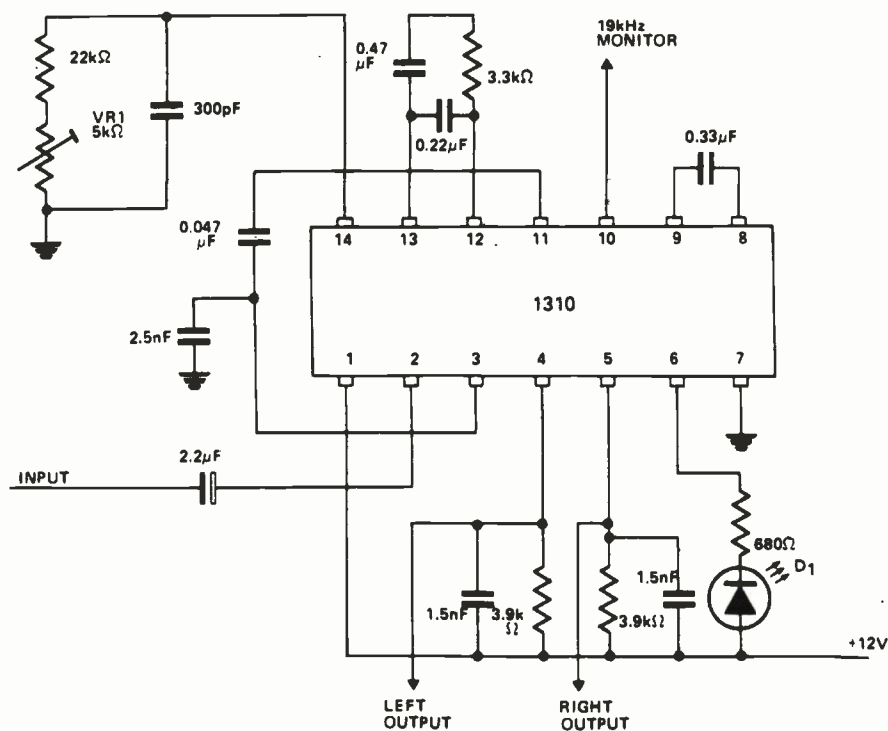 22kΩ
VR1
5kΩ
300pF
0.47
μF
3.3kΩ
0.22μF
19kHz
MONITOR
0.33μF
0.047
μF
2.5nF
14 13 12 11 10 9 8
1310
1 2 3 4 5 6 7
2.2μF
INPUT
680Ω
D1
1.5nF
3.9k
Ω
3.9kΩ
1.5nF
+12V
LEFT
OUTPUT
RIGHT
OUTPUT